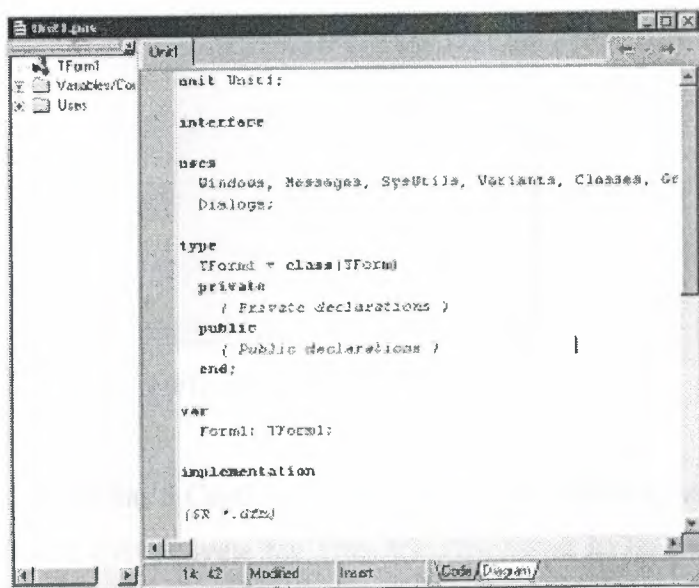 Unit1.pas
TForm1
Variables/Con
Uses
Unit1
unit Unit1;
interface
uses
Windows, Messages, SysUtils, Variants, Classes, Gr
Dialogs;
type
TForm1 = class(TForm)
private
{ Private declarations }
public
{ Public declarations }
end;
var
Form1: TForm1;
implementation
{$R *.dfm}
14: 42 Modified Insert Code Diagram